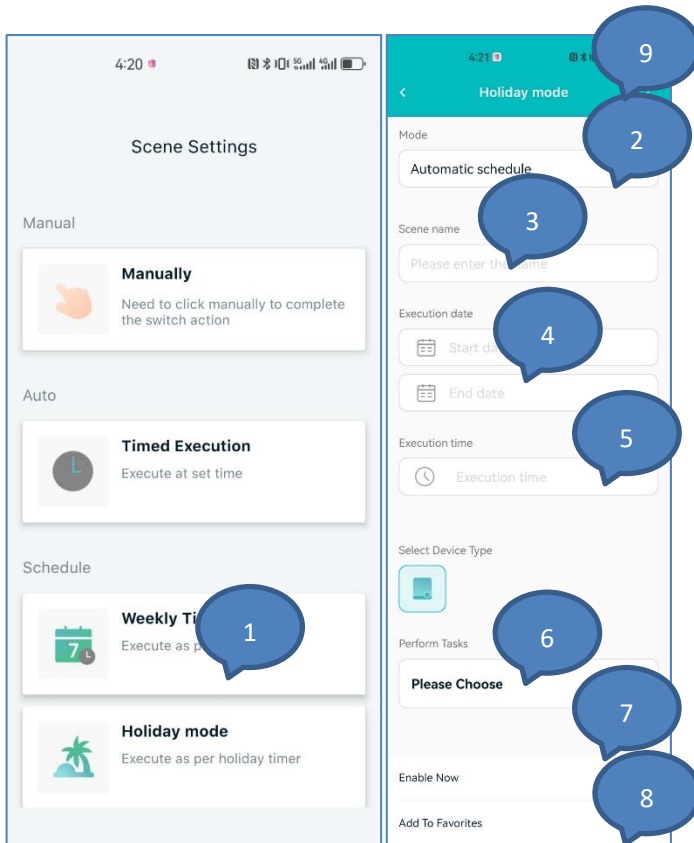 4:20
5G
4G
Scene Settings
Manual
Manually
Need to click manually to complete
the switch action
Auto
Timed Execution
Execute at set time
Schedule
7
Weekly
1
Execute as
Holiday mode
Execute as per holiday timer
4:21
9
Holiday mode
Mode
2
Automatic schedule
Scene name
3
Please enter the name
Execution date
4
Start
End date
5
Execution time
Execution time
Select Device Type
Perform Tasks
6
Please Choose
7
Enable Now
8
Add To Favorites